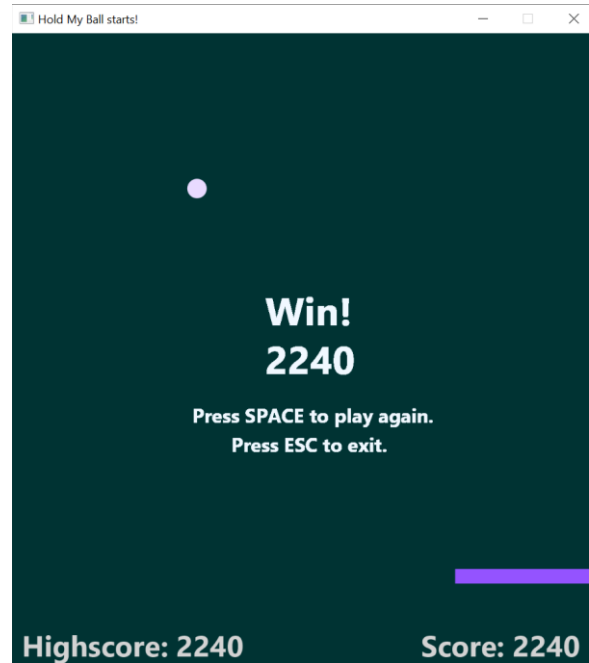 Hold My Ball starts!
Win!
2240
Press SPACE to play again.
Press ESC to exit.
Highscore: 2240
Score: 2240